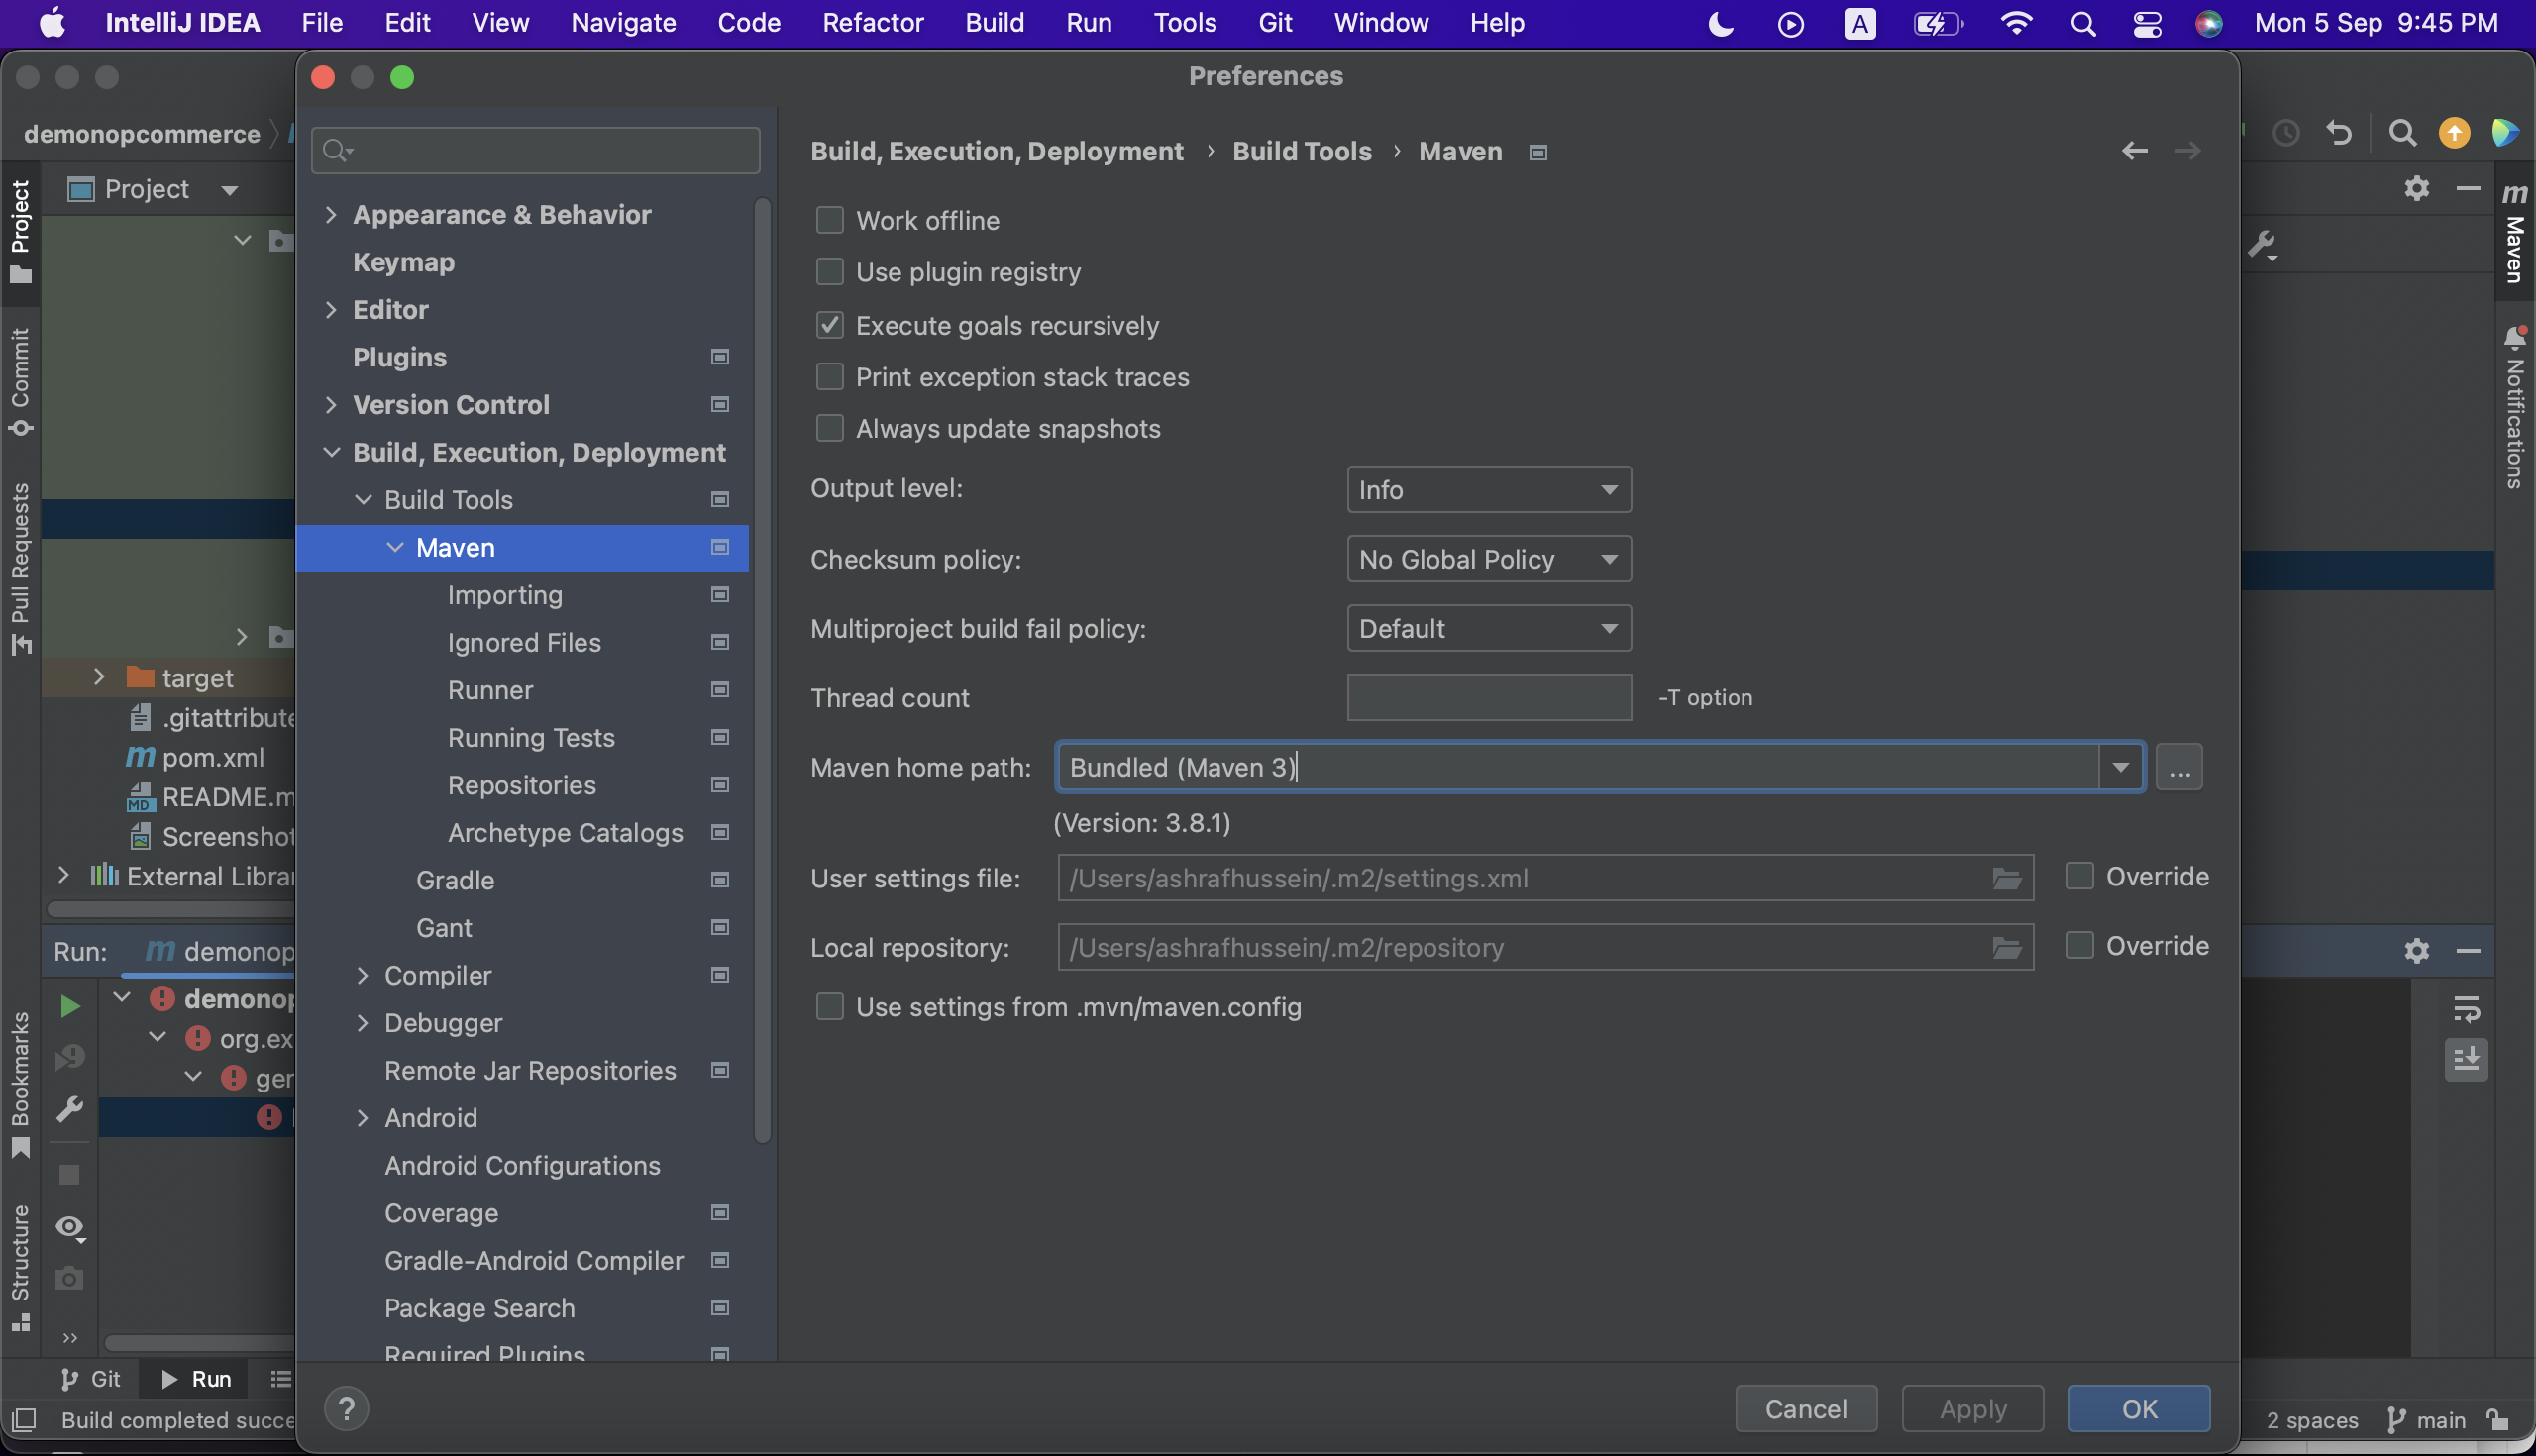 IntelliJ IDEA File Edit View Navigate Code Refactor Build Run Tools Git Window Help A Mon 5 Sep 9:45 PM
Preferences
demonopcommerce
Project
Project
Commit
Pull Requests
Bookmarks
Structure
target
.gitattribute
pom.xml
MD README.m
Screenshot
External Librar
Run: demonop
demonop
org.ex
ger
Git Run
Build completed succe
Appearance & Behavior
Keymap
Editor
Plugins
Version Control
Build, Execution, Deployment
Build Tools
Maven
Importing
Ignored Files
Runner
Running Tests
Repositories
Archetype Catalogs
Gradle
Gant
Compiler
Debugger
Remote Jar Repositories
Android
Android Configurations
Coverage
Gradle-Android Compiler
Package Search
Required Plugins
?
Build, Execution, Deployment › Build Tools › Maven
Work offline
Use plugin registry
Execute goals recursively
Print exception stack traces
Always update snapshots
Output level: Info
Checksum policy: No Global Policy
Multiproject build fail policy: Default
Thread count -T option
Maven home path: Bundled (Maven 3) ...
(Version: 3.8.1)
User settings file: /Users/ashrafhussein/.m2/settings.xml Override
Local repository: /Users/ashrafhussein/.m2/repository Override
Use settings from .mvn/maven.config
Cancel Apply OK
m Maven
Notifications
2 spaces main